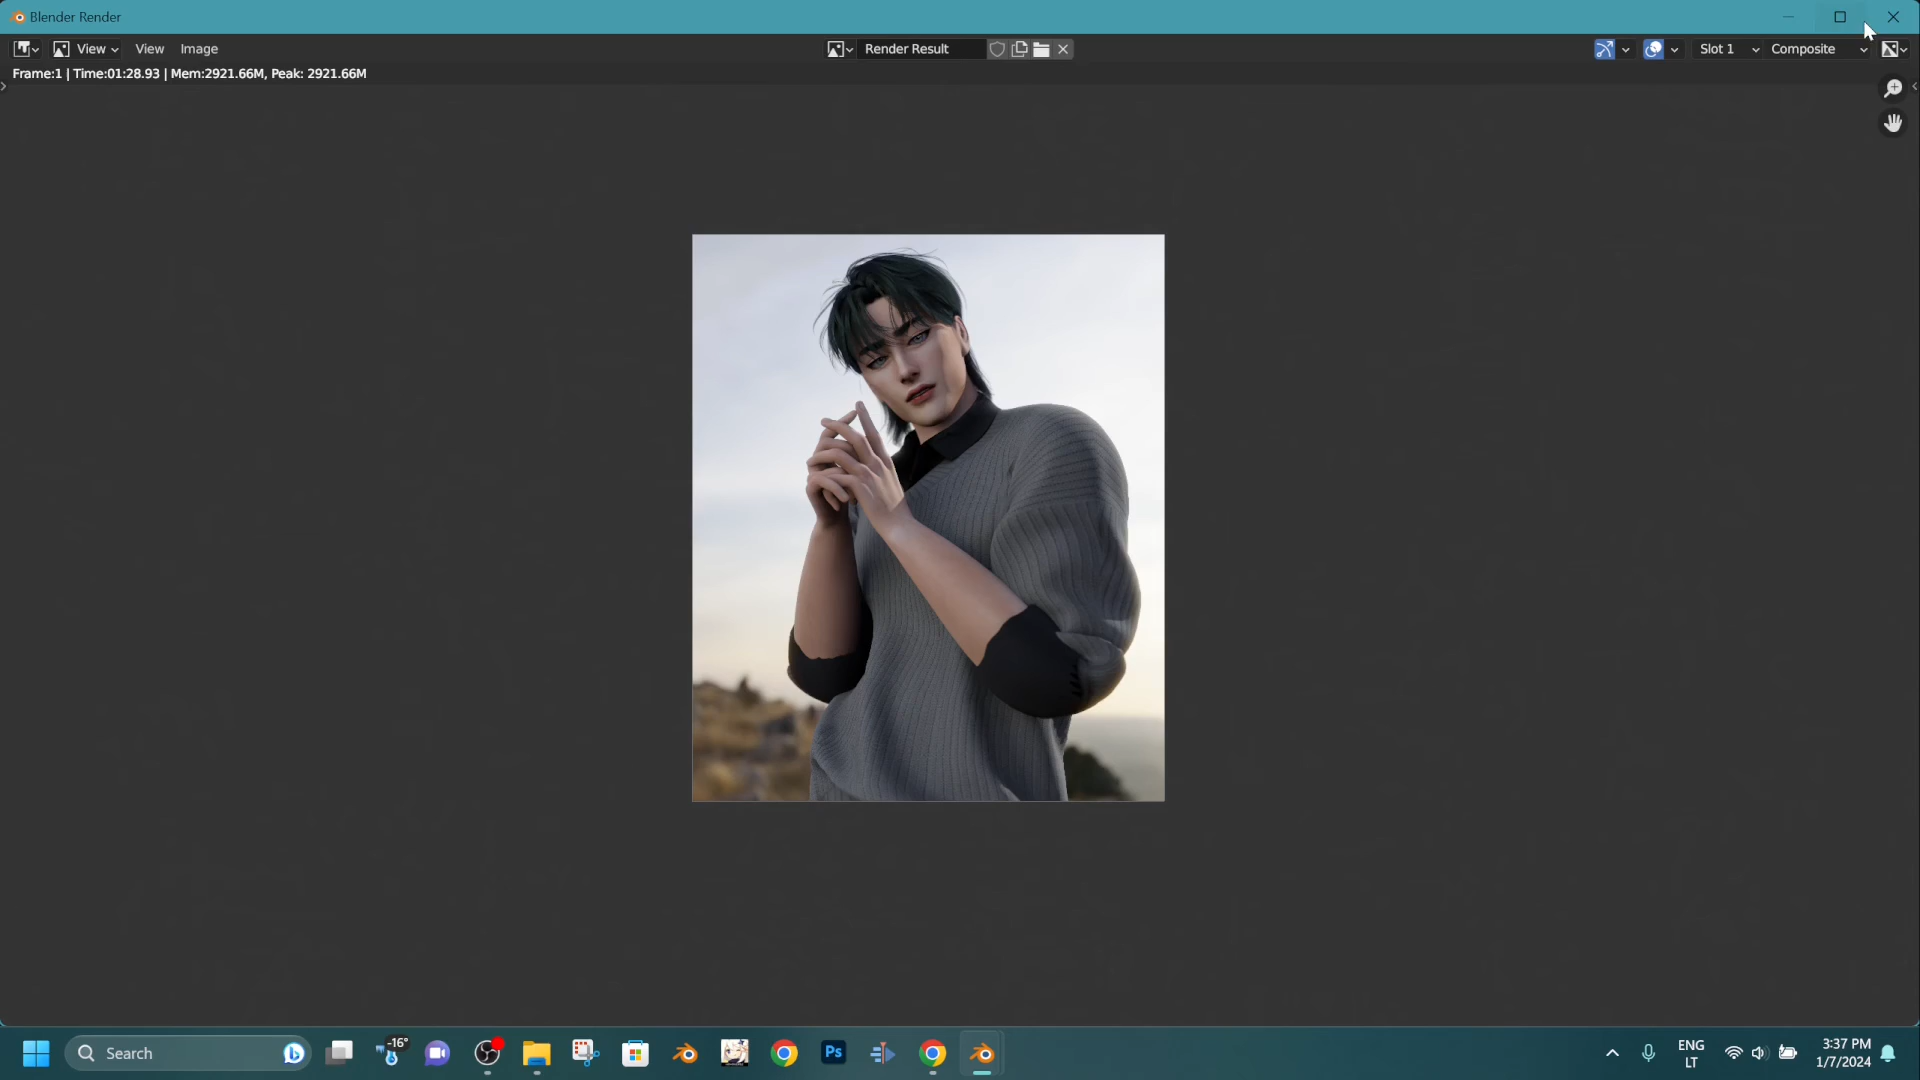 Blender Render
View
View
Image
Render Result
Slot 1
Composite
Frame:1 | Time:01:28.93 | Mem:2921.66M, Peak: 2921.66M
Search
-16°
Ps
ENG
LT
3:37 PM
1/7/2024